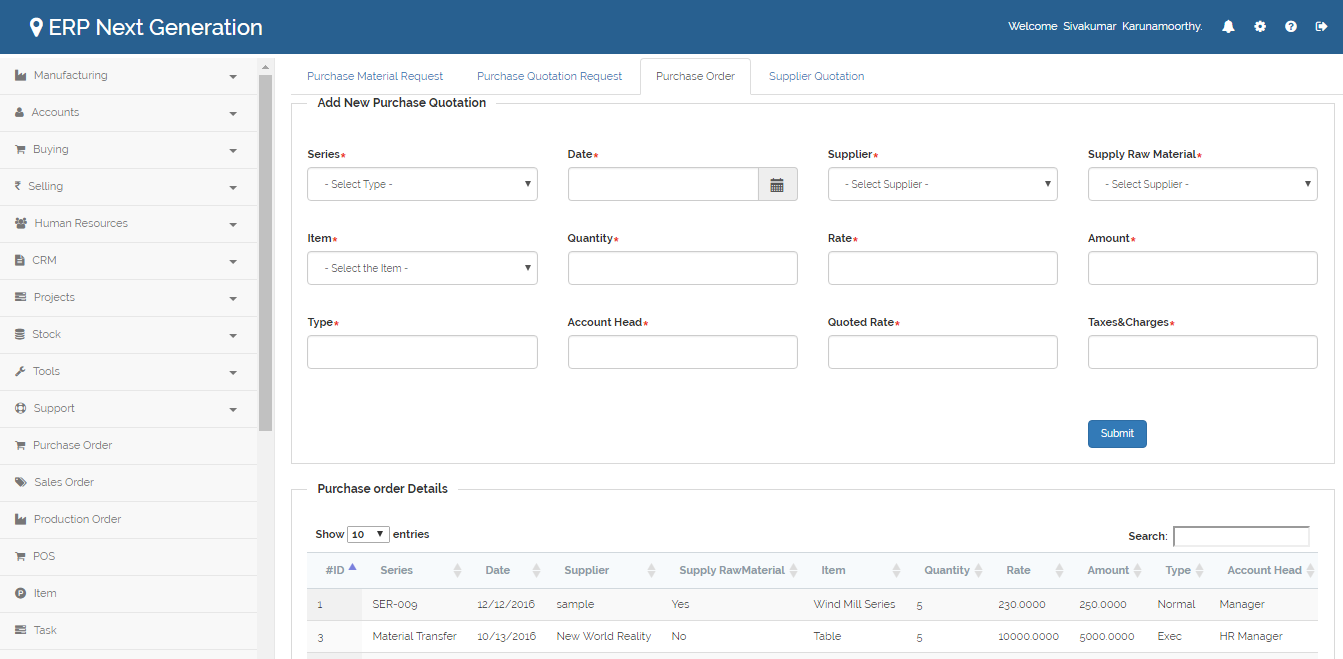 ERP Next Generation
Welcome Sivakumar Karunamoorthy.
Manufacturing
Accounts
Buying
Selling
Human Resources
CRM
Projects
Stock
Tools
Support
Purchase Order
Sales Order
Production Order
POS
Item
Task
Purchase Material Request Purchase Quotation Request Purchase Order Supplier Quotation
Add New Purchase Quotation
Series* Date* Supplier* Supply Raw Material*
- Select Type - - Select Supplier - - Select Supplier -
Item* Quantity* Rate* Amount*
- Select the Item -
Type* Account Head* Quoted Rate* Taxes&Charges*
Submit
Purchase order Details
Show 10 entries Search:
#ID Series Date Supplier Supply RawMaterial Item Quantity Rate Amount Type Account Head
1 SER-009 12/12/2016 sample Yes Wind Mill Series 5 230.0000 250.0000 Normal Manager
3 Material Transfer 10/13/2016 New World Reality No Table 5 10000.0000 5000.0000 Exec HR Manager